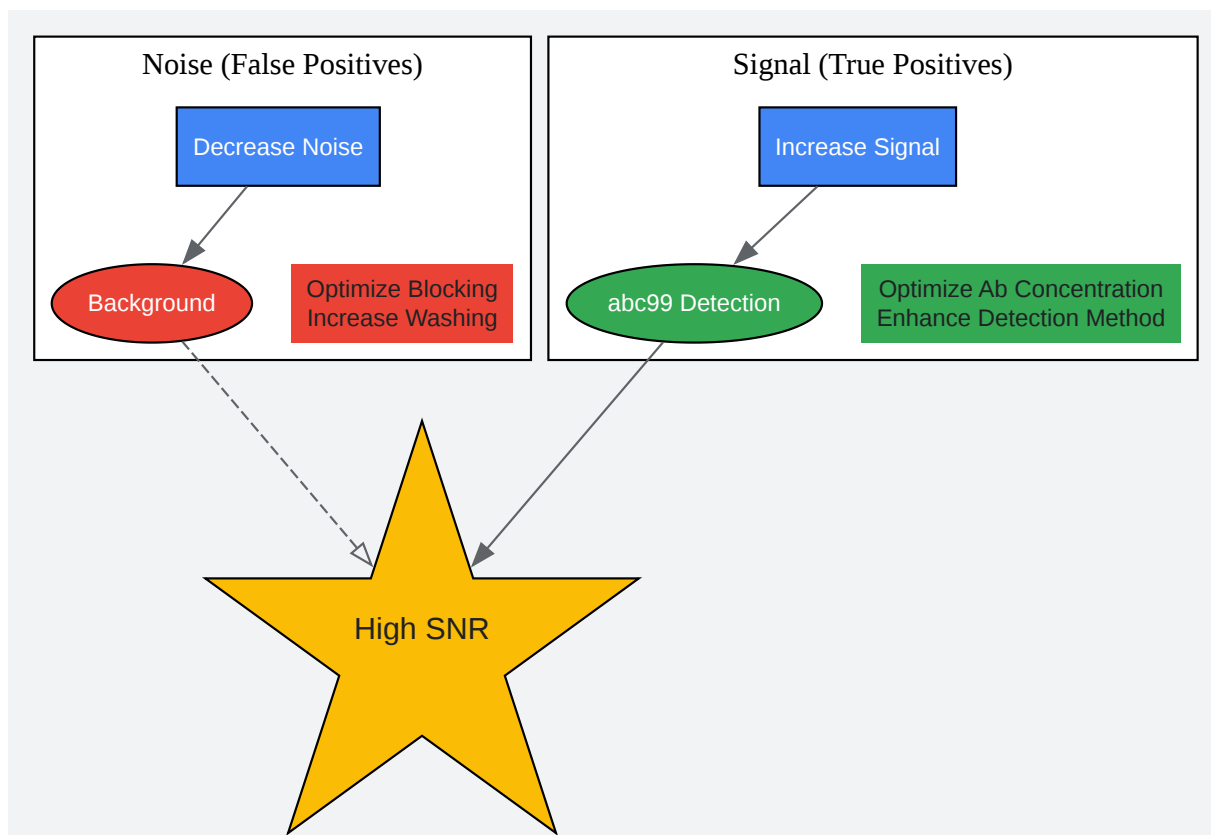 Noise (False Positives)
Decrease Noise
Background
Optimize Blocking
Increase Washing
Signal (True Positives)
Increase Signal
abc99 Detection
Optimize Ab Concentration
Enhance Detection Method
High SNR